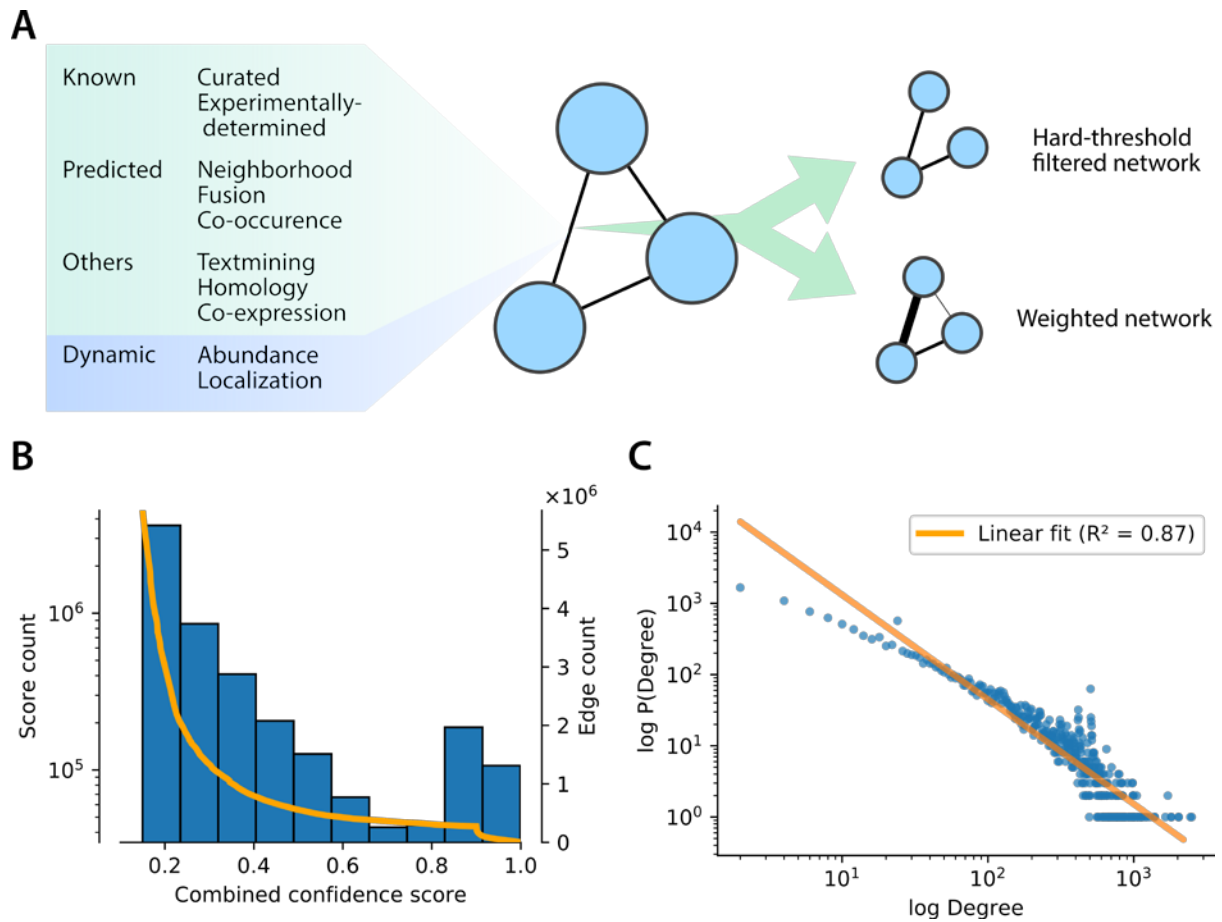 A
Known
Curated
Experimentally-
determined
Predicted
Neighborhood
Fusion
Co-occurence
Others
Textmining
Homology
Co-expression
Dynamic
Abundance
Localization
Hard-threshold
filtered network
Weighted network
B
×10⁶
Score count
10⁶
10⁵
Edge count
5
4
3
2
1
0
0.2 0.4 0.6 0.8 1.0
Combined confidence score
C
Linear fit (R² = 0.87)
log P(Degree)
10⁴
10³
10²
10¹
10⁰
10¹ 10² 10³
log Degree